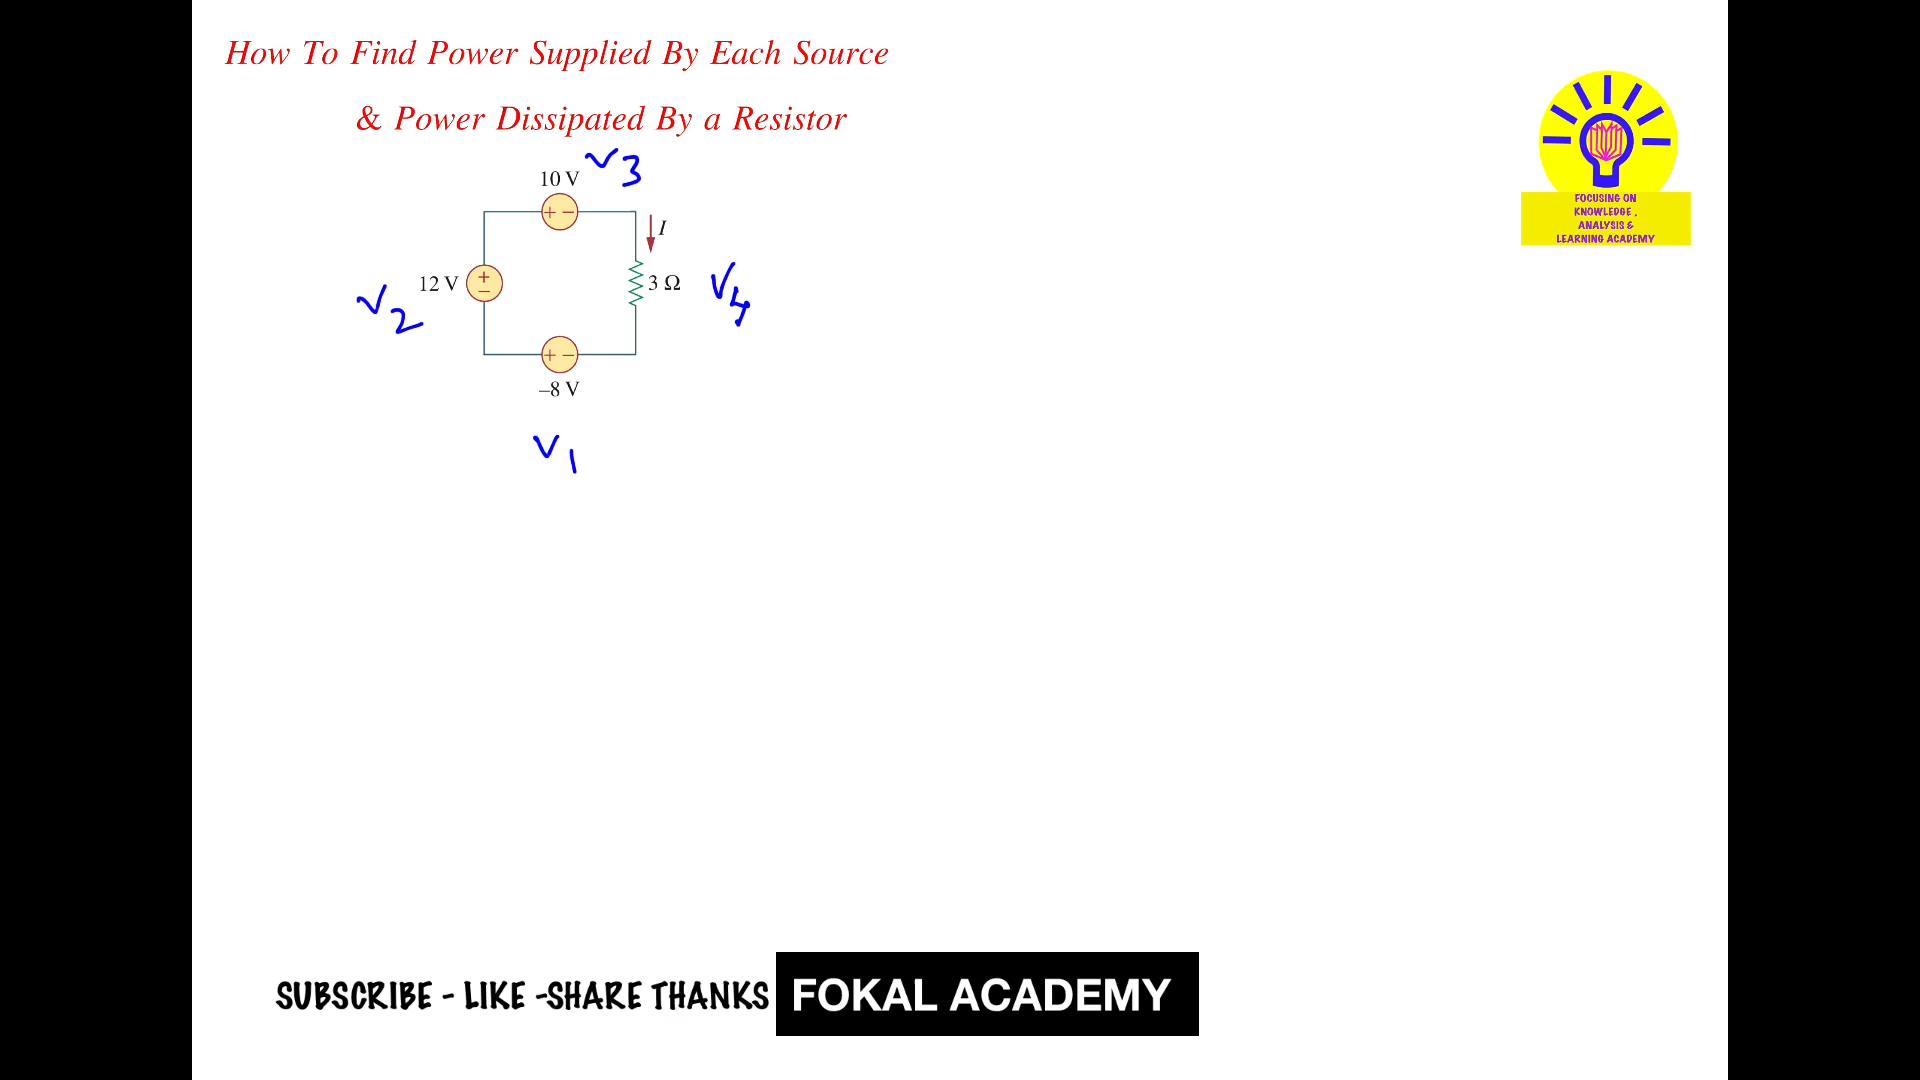 How To Find Power Supplied By Each Source
& Power Dissipated By a Resistor
V3
10 V
+ −
I
12 V
+
−
3 Ω
V4
V2
+ −
–8 V
V1
FOCUSING ON
KNOWLEDGE ,
ANALYSIS &
LEARNING ACADEMY
SUBSCRIBE - LIKE -SHARE THANKS
FOKAL ACADEMY